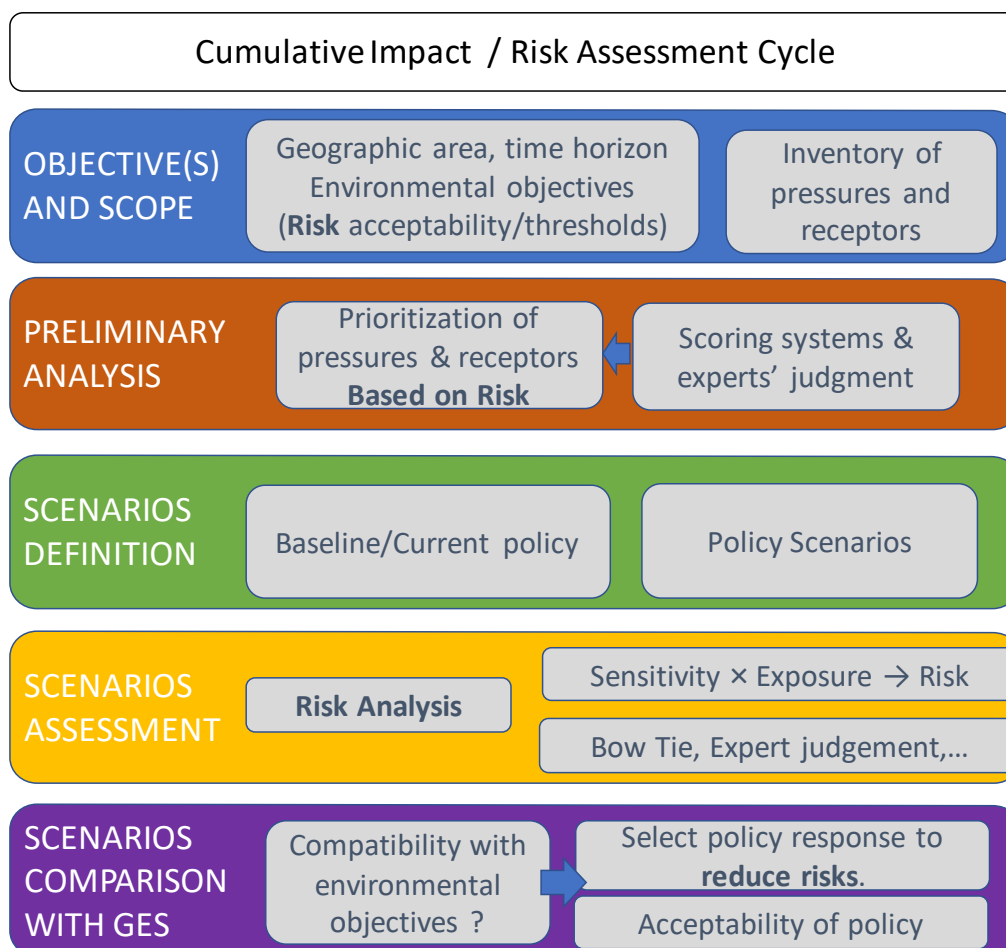 Cumulative Impact / Risk Assessment Cycle
OBJECTIVE(S)
AND SCOPE
Geographic area, time horizon
Environmental objectives
(Risk acceptability/thresholds)
Inventory of
pressures and
receptors
PRELIMINARY
ANALYSIS
Prioritization of
pressures & receptors
Based on Risk
Scoring systems &
experts’ judgment
SCENARIOS
DEFINITION
Baseline/Current policy
Policy Scenarios
SCENARIOS
ASSESSMENT
Risk Analysis
Sensitivity × Exposure → Risk
Bow Tie, Expert judgement,...
SCENARIOS
COMPARISON
WITH GES
Compatibility with
environmental
objectives ?
Select policy response to
reduce risks.
Acceptability of policy